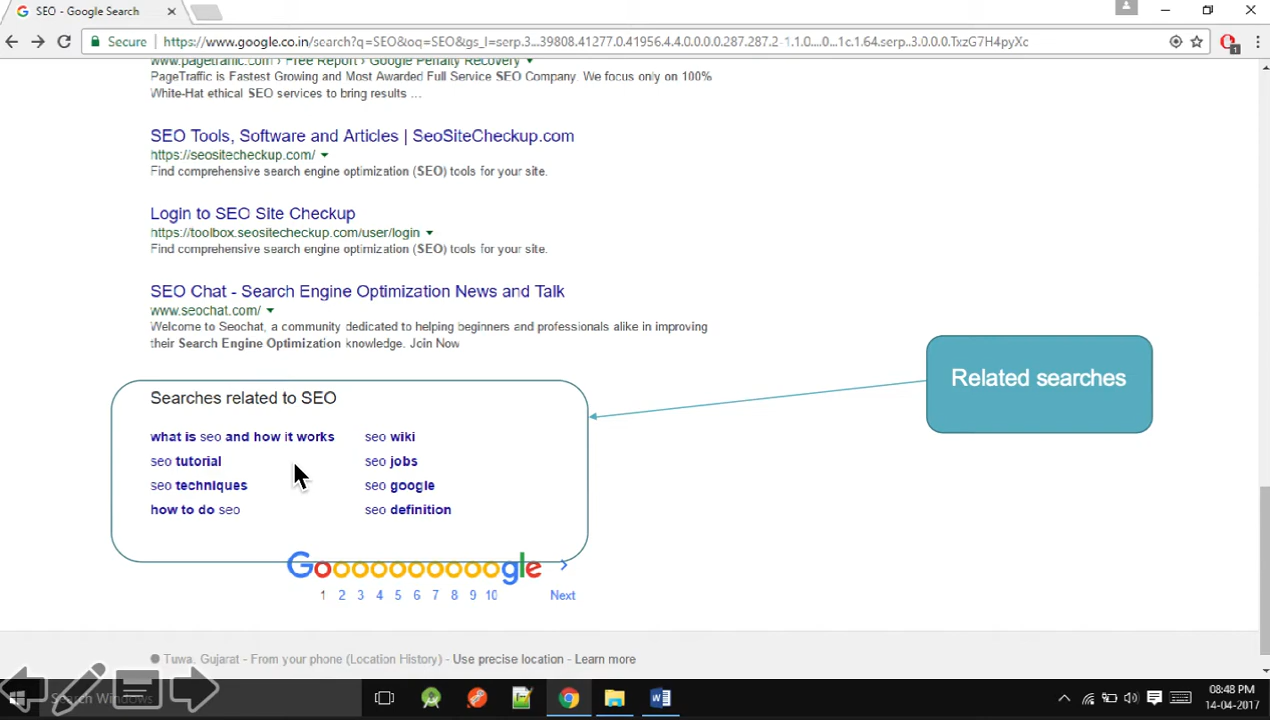 SEO - Google Search
Secure https://www.google.co.in/search?q=SEO&oq=SEO&gs_l=serp.3...39808.41277.0.41956.4.4.0.0.0.0.287.287.2-1.1.0....0...1c.1.64.serp..3.0.0.0.TxzG7H4pyXc
1
www.pagetraffic.com › Free Report › Google Penalty Recovery
PageTraffic is Fastest Growing and Most Awarded Full Service SEO Company. We focus only on 100%
White-Hat ethical SEO services to bring results ...
SEO Tools, Software and Articles | SeoSiteCheckup.com
https://seositecheckup.com/
Find comprehensive search engine optimization (SEO) tools for your site.
Login to SEO Site Checkup
https://toolbox.seositecheckup.com/user/login
Find comprehensive search engine optimization (SEO) tools for your site.
SEO Chat - Search Engine Optimization News and Talk
www.seochat.com/
Welcome to Seochat, a community dedicated to helping beginners and professionals alike in improving
their Search Engine Optimization knowledge. Join Now
Related searches
Searches related to SEO
what is seo and how it works seo wiki
seo tutorial seo jobs
seo techniques seo google
how to do seo seo definition
Goooooooooogle
1 2 3 4 5 6 7 8 9 10 Next
Tuwa, Gujarat - From your phone (Location History) - Use precise location - Learn more
Search Windows
08:48 PM
14-04-2017